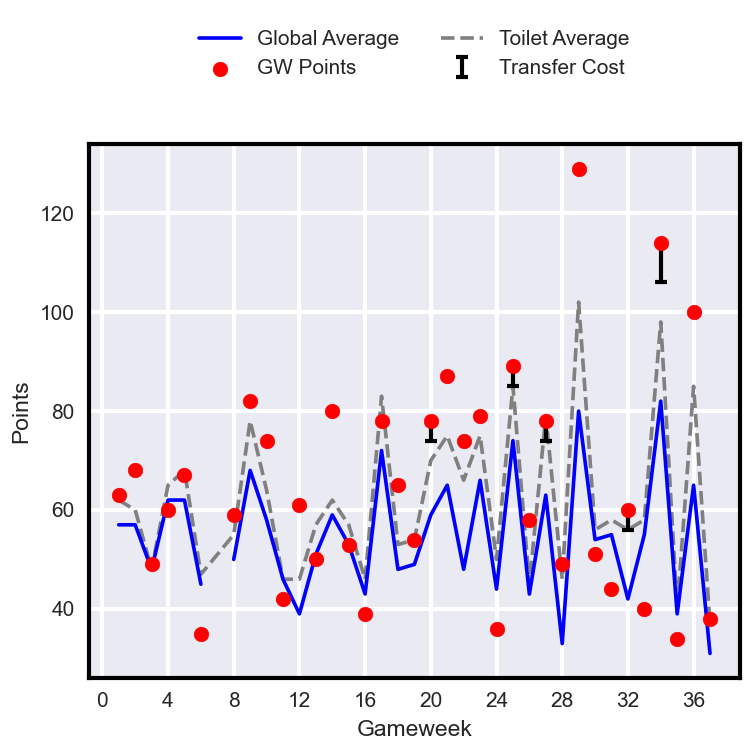 Global Average Toilet Average
GW Points Transfer Cost
120
100
80
60
40
Points
0 4 8 12 16 20 24 28 32 36
Gameweek